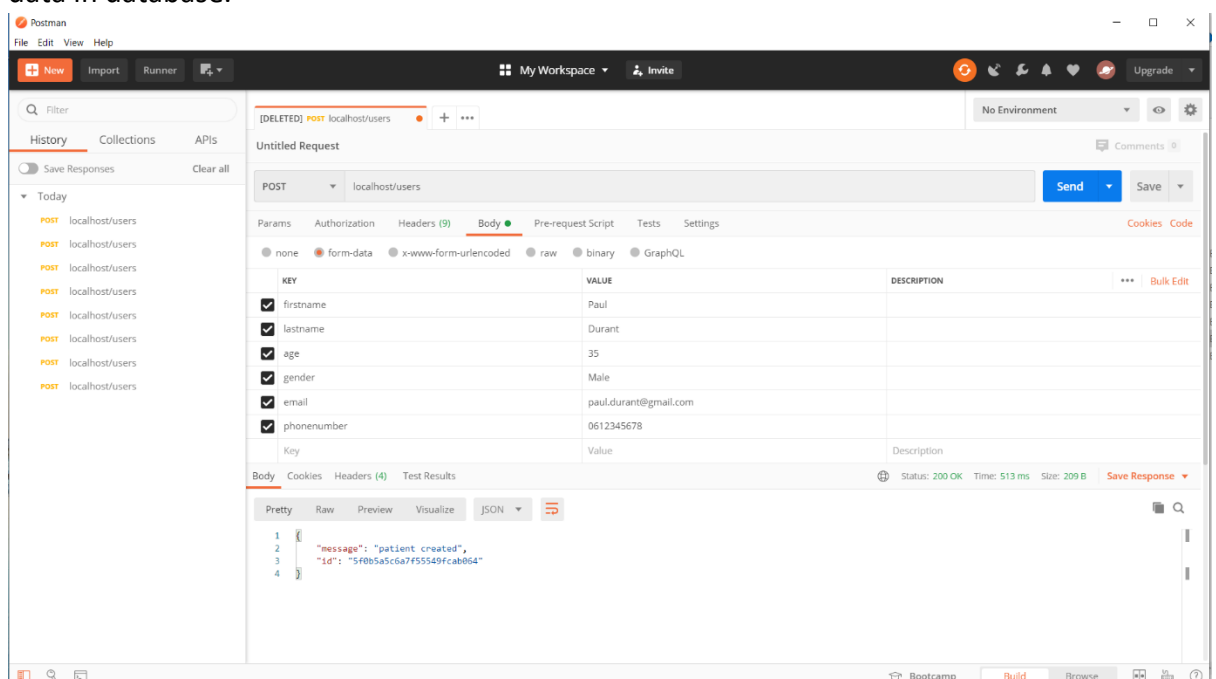 data in database.
Postman
File Edit View Help
New Import Runner My Workspace Invite Upgrade
Filter
History Collections APIs
Save Responses Clear all
Today
POST localhost/users
POST localhost/users
POST localhost/users
POST localhost/users
POST localhost/users
POST localhost/users
POST localhost/users
POST localhost/users
[DELETED] POST localhost/users + ••• No Environment
Untitled Request Comments 0
POST localhost/users Send Save
Params Authorization Headers (9) Body Pre-request Script Tests Settings Cookies Code
none form-data x-www-form-urlencoded raw binary GraphQL
KEY VALUE DESCRIPTION ••• Bulk Edit
firstname Paul
lastname Durant
age 35
gender Male
email paul.durant@gmail.com
phonenumber 0612345678
Key Value Description
Body Cookies Headers (4) Test Results Status: 200 OK Time: 513 ms Size: 209 B Save Response
Pretty Raw Preview Visualize JSON
1 {
2 "message": "patient created",
3 "id": "5f0b5a5c6a7f55549fcab064"
4 }
Bootcamp Build Browse